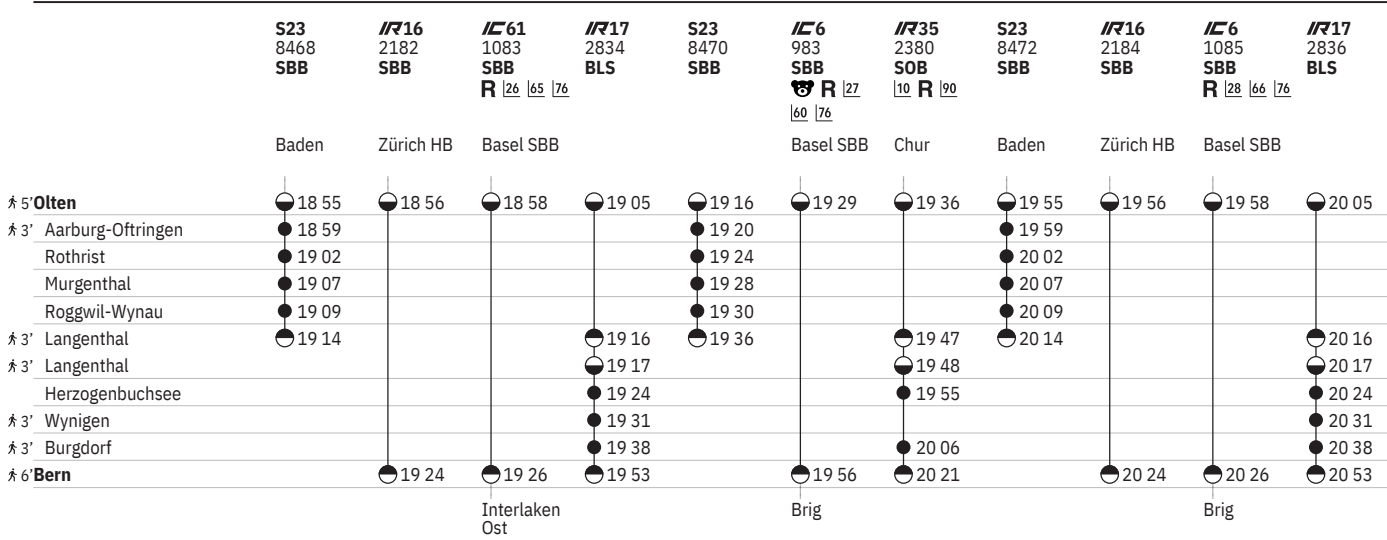 S23 IR16 IC61 IR17 S23 IC6 IR35 S23 IR16 IC6 IR17
8468 2182 1083 2834 8470 983 2380 8472 2184 1085 2836
SBB SBB SBB BLS SBB SBB SOB SBB SBB SBB BLS
R 26 65 76 R 27 10 R 90 R 28 66 76
60 76
Baden Zürich HB Basel SBB Basel SBB Chur Baden Zürich HB Basel SBB
5' Olten 18 55 18 56 18 58 19 05 19 16 19 29 19 36 19 55 19 56 19 58 20 05
3' Aarburg-Oftringen 18 59 19 20 19 59
Rothrist 19 02 19 24 20 02
Murgenthal 19 07 19 28 20 07
Roggwil-Wynau 19 09 19 30 20 09
3' Langenthal 19 14 19 16 19 36 19 47 20 14 20 16
3' Langenthal 19 17 19 48 20 17
Herzogenbuchsee 19 24 19 55 20 24
3' Wynigen 19 31 20 31
3' Burgdorf 19 38 20 06 20 38
6' Bern 19 24 19 26 19 53 19 56 20 21 20 24 20 26 20 53
Interlaken Brig Brig
Ost